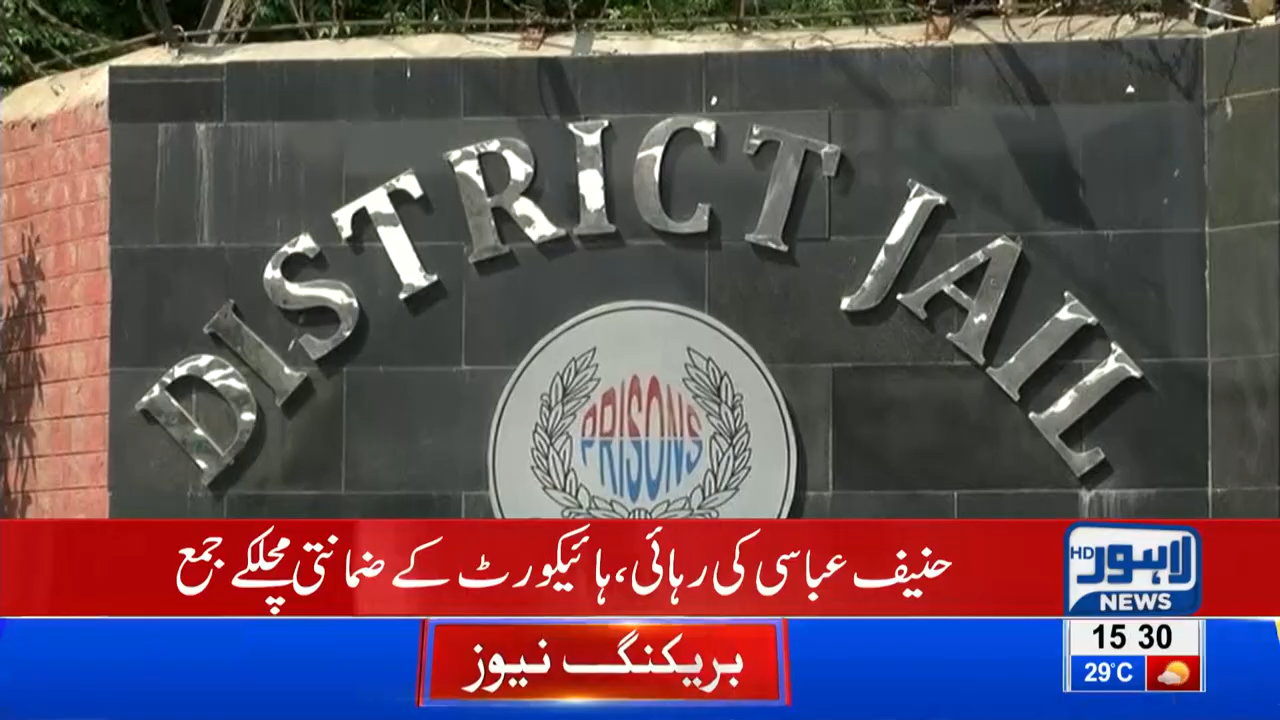 DISTRICT JAIL
PRISONS
حنیف عباسی کی رہائی، ہائیکورٹ کے ضمانتی مچلکے جمع
HD لاہور
NEWS
بریکنگ نیوز
15 30
29°C